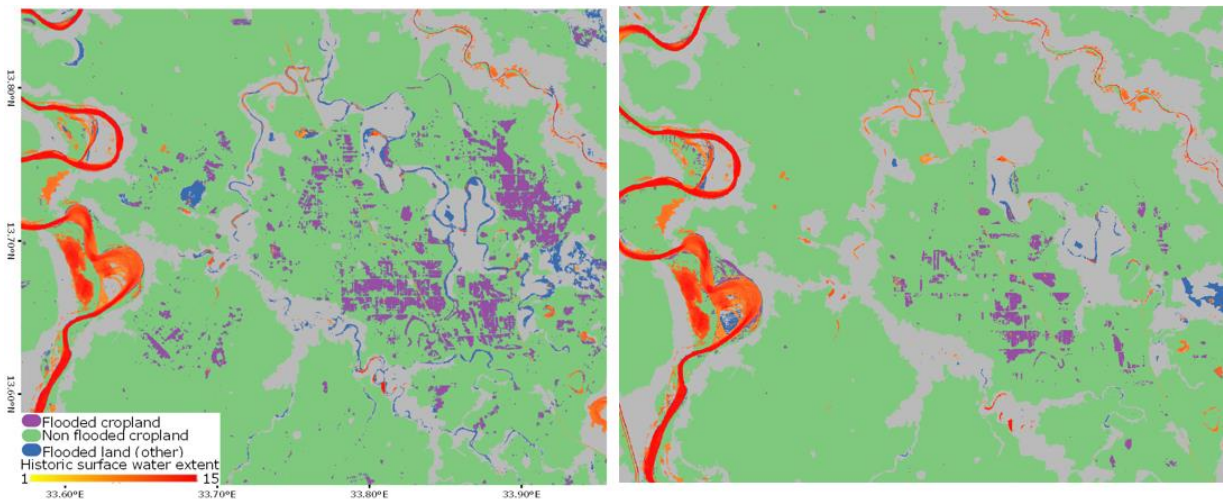 13.80°N
13.70°N
13.60°N
Flooded cropland
Non flooded cropland
Flooded land (other)
Historic surface water extent
1 15
33.60°E 33.70°E 33.80°E 33.90°E